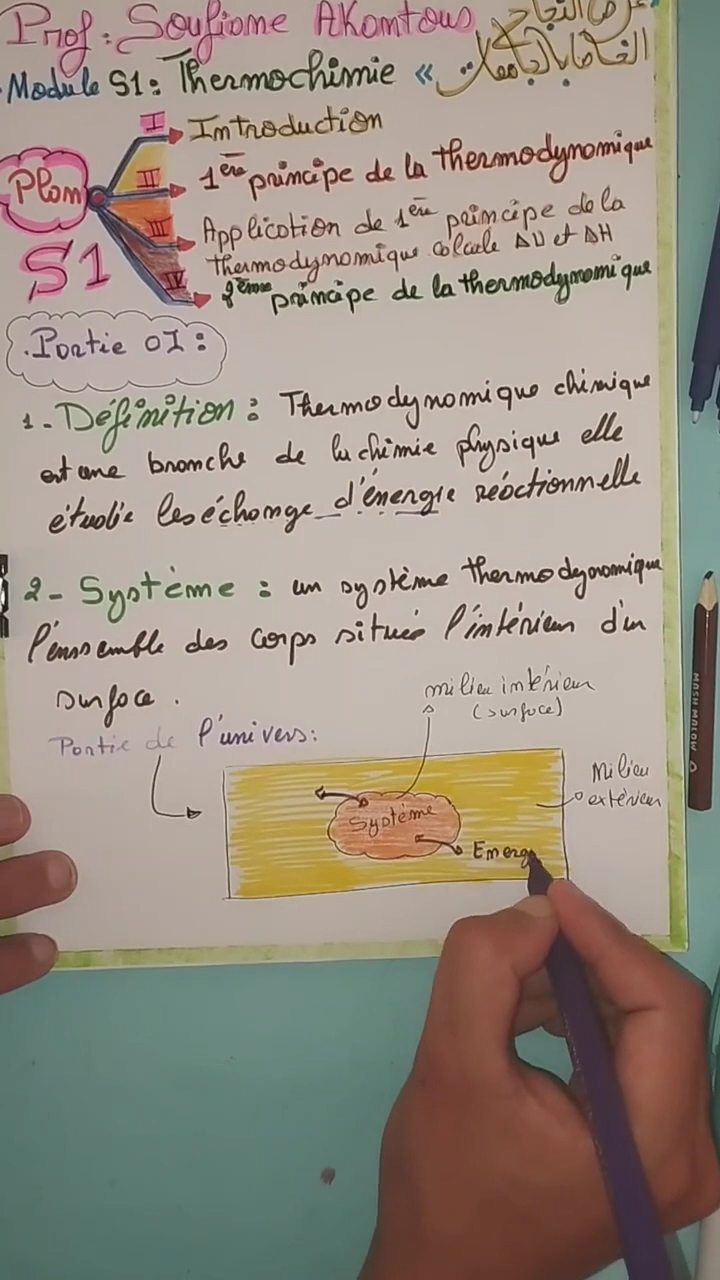 Prof: Soufiane AKomtous
Module S1: Thermochimie «
Plan
S1
I Introduction
II 1ère principe de la thermodynamique
III Application de 1ère principe de la
thermodynamique calcule ΔU et ΔH
IV 2ème principe de la thermodynamique
Partie 01:
1- Définition: Thermodynamique chimique
est une branche de la chimie physique elle
étudie les échange d'énergie réactionnelle
2- Système: un système thermodynamique
l'enssemble des corps situés l'intérieur d'un
surface.
milieu intérieur
(surface)
Partie de l'univers:
Milieu
extérieur
Système
Energ